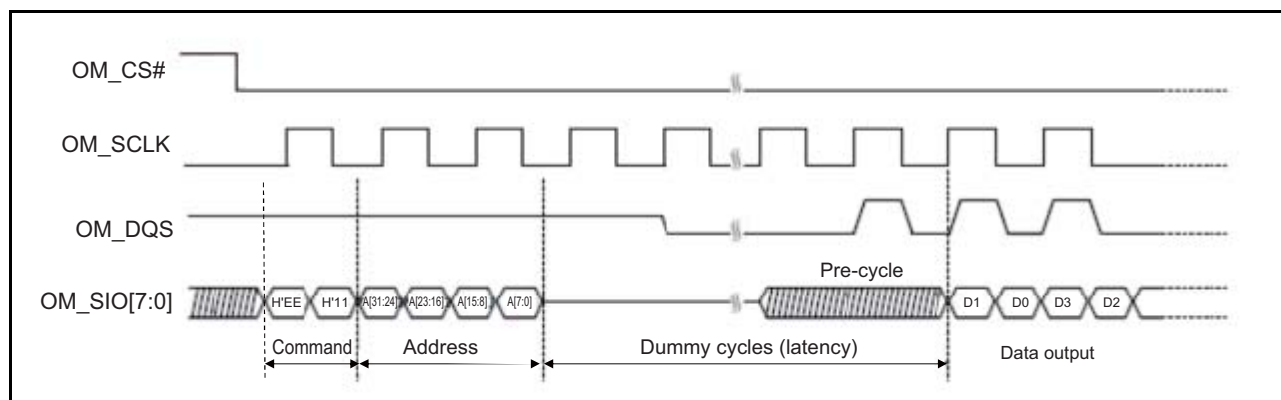 OM_CS#
OM_SCLK
OM_DQS
Pre-cycle
OM_SIO[7:0]
H'EE
H'11
A[31:24]
A[23:16]
A[15:8]
A[7:0]
D1
D0
D3
D2
Command
Address
Dummy cycles (latency)
Data output